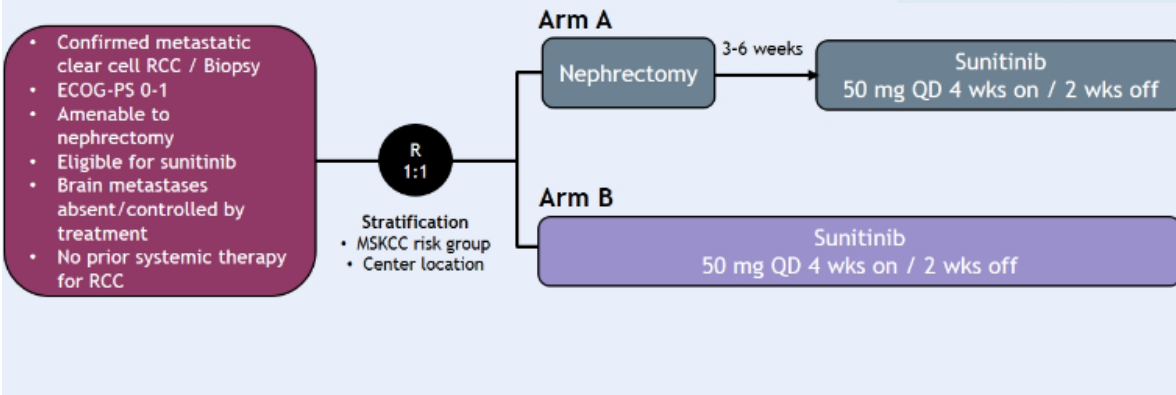 • Confirmed metastatic
clear cell RCC / Biopsy
• ECOG-PS 0-1
• Amenable to
nephrectomy
• Eligible for sunitinib
• Brain metastases
absent/controlled by
treatment
• No prior systemic therapy
for RCC
R
1:1
Stratification
• MSKCC risk group
• Center location
Arm A
Nephrectomy
3-6 weeks
Sunitinib
50 mg QD 4 wks on / 2 wks off
Arm B
Sunitinib
50 mg QD 4 wks on / 2 wks off